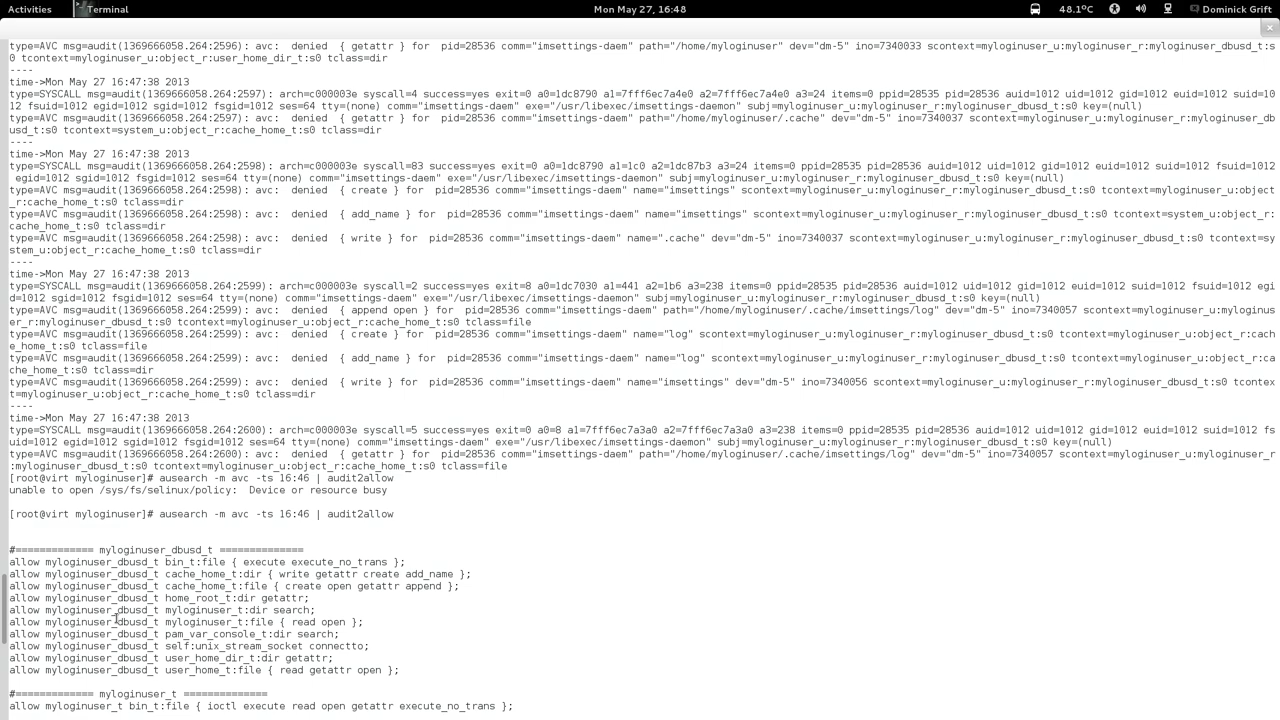 Activities Terminal Mon May 27, 16:48 48.1°C Dominick Grift
type=AVC msg=audit(1369666058.264:2596): avc:  denied  { getattr } for  pid=28536 comm="imsettings-daem" path="/home/myloginuser" dev="dm-5" ino=7340033 scontext=myloginuser_u:myloginuser_r:myloginuser_dbusd_t:s
0 tcontext=myloginuser_u:object_r:user_home_dir_t:s0 tclass=dir
----
time->Mon May 27 16:47:38 2013
type=SYSCALL msg=audit(1369666058.264:2597): arch=c000003e syscall=4 success=yes exit=0 a0=1dc8790 a1=7fff6ec7a4e0 a2=7fff6ec7a4e0 a3=24 items=0 ppid=28535 pid=28536 auid=1012 uid=1012 gid=1012 euid=1012 suid=10
12 fsuid=1012 egid=1012 sgid=1012 fsgid=1012 ses=64 tty=(none) comm="imsettings-daem" exe="/usr/libexec/imsettings-daemon" subj=myloginuser_u:myloginuser_r:myloginuser_dbusd_t:s0 key=(null)
type=AVC msg=audit(1369666058.264:2597): avc:  denied  { getattr } for  pid=28536 comm="imsettings-daem" path="/home/myloginuser/.cache" dev="dm-5" ino=7340037 scontext=myloginuser_u:myloginuser_r:myloginuser_db
usd_t:s0 tcontext=system_u:object_r:cache_home_t:s0 tclass=dir
----
time->Mon May 27 16:47:38 2013
type=SYSCALL msg=audit(1369666058.264:2598): arch=c000003e syscall=83 success=yes exit=0 a0=1dc8790 a1=1c0 a2=1dc87b3 a3=24 items=0 ppid=28535 pid=28536 auid=1012 uid=1012 gid=1012 euid=1012 suid=1012 fsuid=1012
 egid=1012 sgid=1012 fsgid=1012 ses=64 tty=(none) comm="imsettings-daem" exe="/usr/libexec/imsettings-daemon" subj=myloginuser_u:myloginuser_r:myloginuser_dbusd_t:s0 key=(null)
type=AVC msg=audit(1369666058.264:2598): avc:  denied  { create } for  pid=28536 comm="imsettings-daem" name="imsettings" scontext=myloginuser_u:myloginuser_r:myloginuser_dbusd_t:s0 tcontext=myloginuser_u:object
_r:cache_home_t:s0 tclass=dir
type=AVC msg=audit(1369666058.264:2598): avc:  denied  { add_name } for  pid=28536 comm="imsettings-daem" name="imsettings" scontext=myloginuser_u:myloginuser_r:myloginuser_dbusd_t:s0 tcontext=system_u:object_r:
cache_home_t:s0 tclass=dir
type=AVC msg=audit(1369666058.264:2598): avc:  denied  { write } for  pid=28536 comm="imsettings-daem" name=".cache" dev="dm-5" ino=7340037 scontext=myloginuser_u:myloginuser_r:myloginuser_dbusd_t:s0 tcontext=sy
stem_u:object_r:cache_home_t:s0 tclass=dir
----
time->Mon May 27 16:47:38 2013
type=SYSCALL msg=audit(1369666058.264:2599): arch=c000003e syscall=2 success=yes exit=8 a0=1dc7030 a1=441 a2=1b6 a3=238 items=0 ppid=28535 pid=28536 auid=1012 uid=1012 gid=1012 euid=1012 suid=1012 fsuid=1012 egi
d=1012 sgid=1012 fsgid=1012 ses=64 tty=(none) comm="imsettings-daem" exe="/usr/libexec/imsettings-daemon" subj=myloginuser_u:myloginuser_r:myloginuser_dbusd_t:s0 key=(null)
type=AVC msg=audit(1369666058.264:2599): avc:  denied  { append open } for  pid=28536 comm="imsettings-daem" path="/home/myloginuser/.cache/imsettings/log" dev="dm-5" ino=7340057 scontext=myloginuser_u:myloginus
er_r:myloginuser_dbusd_t:s0 tcontext=myloginuser_u:object_r:cache_home_t:s0 tclass=file
type=AVC msg=audit(1369666058.264:2599): avc:  denied  { create } for  pid=28536 comm="imsettings-daem" name="log" scontext=myloginuser_u:myloginuser_r:myloginuser_dbusd_t:s0 tcontext=myloginuser_u:object_r:cach
e_home_t:s0 tclass=file
type=AVC msg=audit(1369666058.264:2599): avc:  denied  { add_name } for  pid=28536 comm="imsettings-daem" name="log" scontext=myloginuser_u:myloginuser_r:myloginuser_dbusd_t:s0 tcontext=myloginuser_u:object_r:ca
che_home_t:s0 tclass=dir
type=AVC msg=audit(1369666058.264:2599): avc:  denied  { write } for  pid=28536 comm="imsettings-daem" name="imsettings" dev="dm-5" ino=7340056 scontext=myloginuser_u:myloginuser_r:myloginuser_dbusd_t:s0 tcontex
t=myloginuser_u:object_r:cache_home_t:s0 tclass=dir
----
time->Mon May 27 16:47:38 2013
type=SYSCALL msg=audit(1369666058.264:2600): arch=c000003e syscall=5 success=yes exit=0 a0=8 a1=7fff6ec7a3a0 a2=7fff6ec7a3a0 a3=238 items=0 ppid=28535 pid=28536 auid=1012 uid=1012 gid=1012 euid=1012 suid=1012 fs
uid=1012 egid=1012 sgid=1012 fsgid=1012 ses=64 tty=(none) comm="imsettings-daem" exe="/usr/libexec/imsettings-daemon" subj=myloginuser_u:myloginuser_r:myloginuser_dbusd_t:s0 key=(null)
type=AVC msg=audit(1369666058.264:2600): avc:  denied  { getattr } for  pid=28536 comm="imsettings-daem" path="/home/myloginuser/.cache/imsettings/log" dev="dm-5" ino=7340057 scontext=myloginuser_u:myloginuser_r
:myloginuser_dbusd_t:s0 tcontext=myloginuser_u:object_r:cache_home_t:s0 tclass=file
[root@virt myloginuser]# ausearch -m avc -ts 16:46 | audit2allow
unable to open /sys/fs/selinux/policy:  Device or resource busy
[root@virt myloginuser]# ausearch -m avc -ts 16:46 | audit2allow
#============= myloginuser_dbusd_t ==============
allow myloginuser_dbusd_t bin_t:file { execute execute_no_trans };
allow myloginuser_dbusd_t cache_home_t:dir { write getattr create add_name };
allow myloginuser_dbusd_t cache_home_t:file { create open getattr append };
allow myloginuser_dbusd_t home_root_t:dir getattr;
allow myloginuser_dbusd_t myloginuser_t:dir search;
allow myloginuser_dbusd_t myloginuser_t:file { read open };
allow myloginuser_dbusd_t pam_var_console_t:dir search;
allow myloginuser_dbusd_t self:unix_stream_socket connectto;
allow myloginuser_dbusd_t user_home_dir_t:dir getattr;
allow myloginuser_dbusd_t user_home_t:file { read getattr open };
#============= myloginuser_t ==============
allow myloginuser_t bin_t:file { ioctl execute read open getattr execute_no_trans };